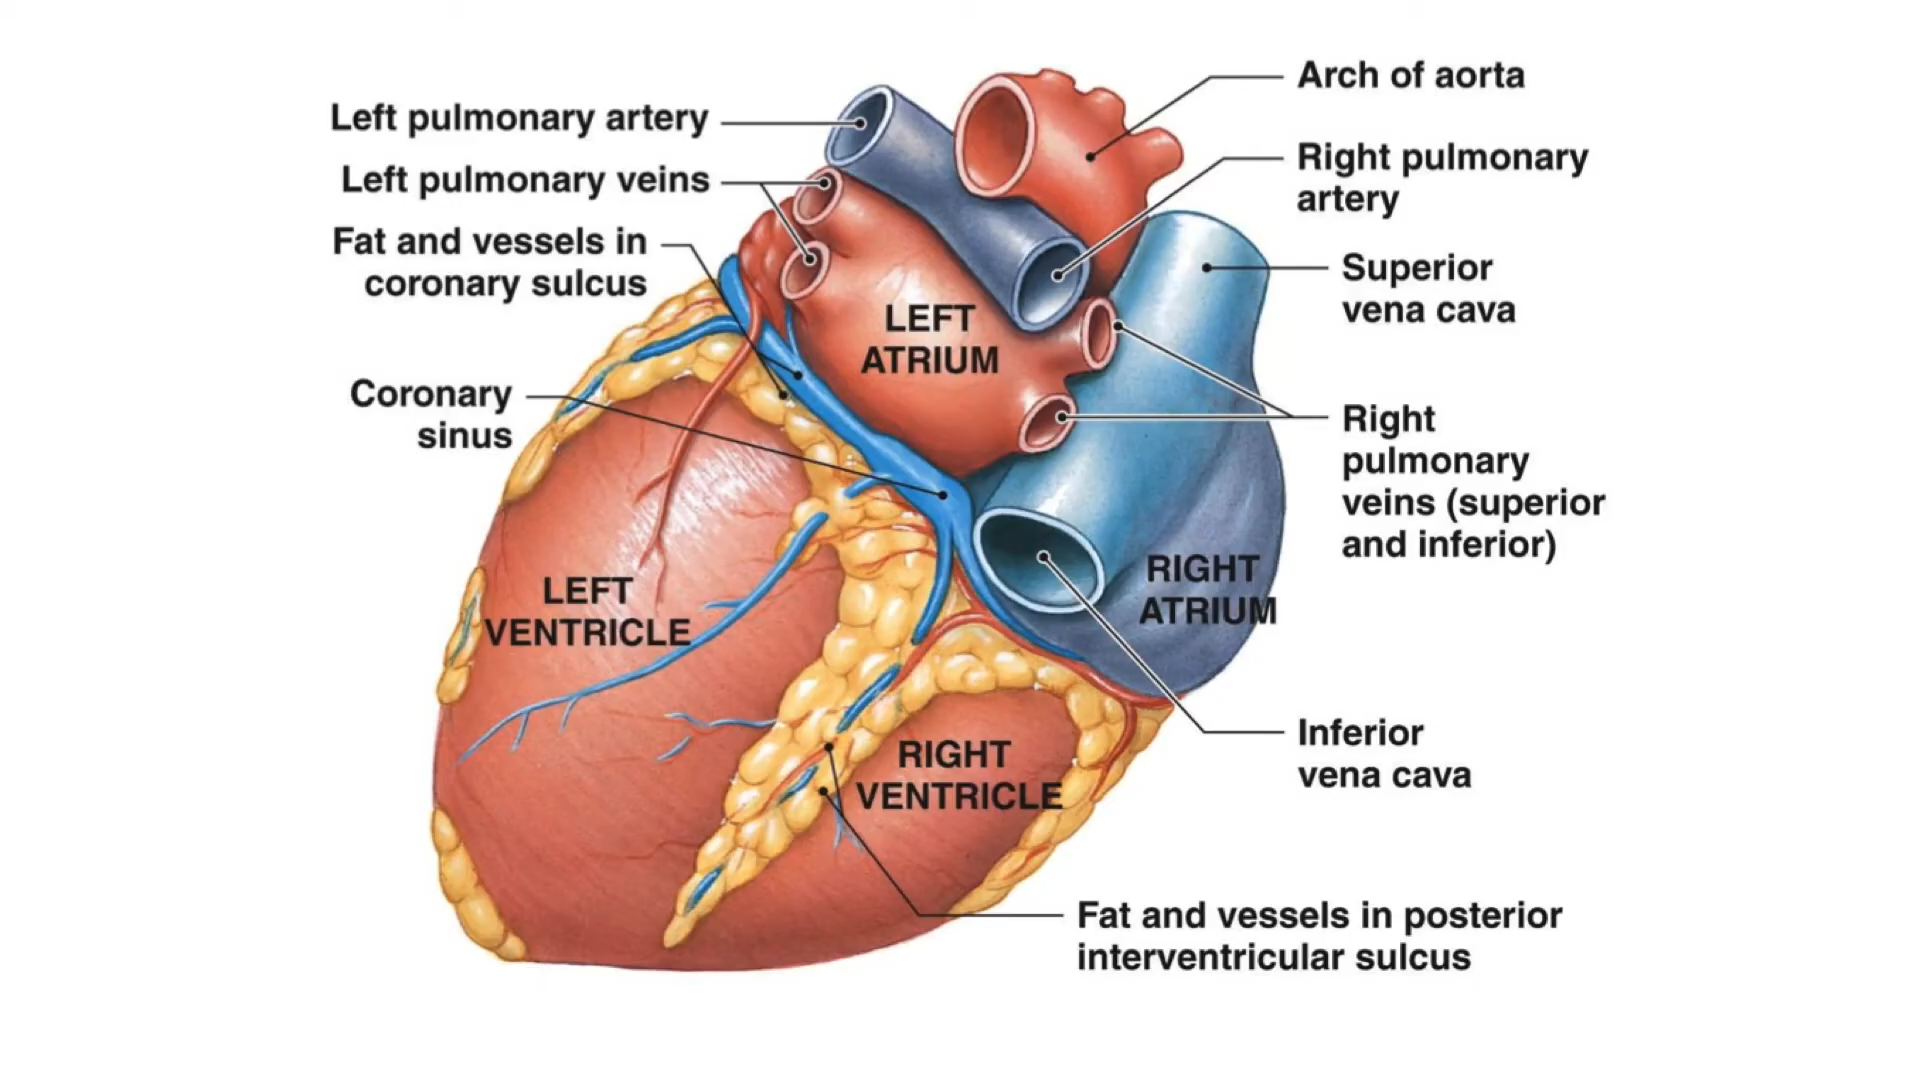 Left pulmonary artery
Left pulmonary veins
Fat and vessels in
coronary sulcus
Coronary
sinus
Arch of aorta
Right pulmonary
artery
Superior
vena cava
Right
pulmonary
veins (superior
and inferior)
Inferior
vena cava
Fat and vessels in posterior
interventricular sulcus
LEFT
ATRIUM
RIGHT
ATRIUM
LEFT
VENTRICLE
RIGHT
VENTRICLE